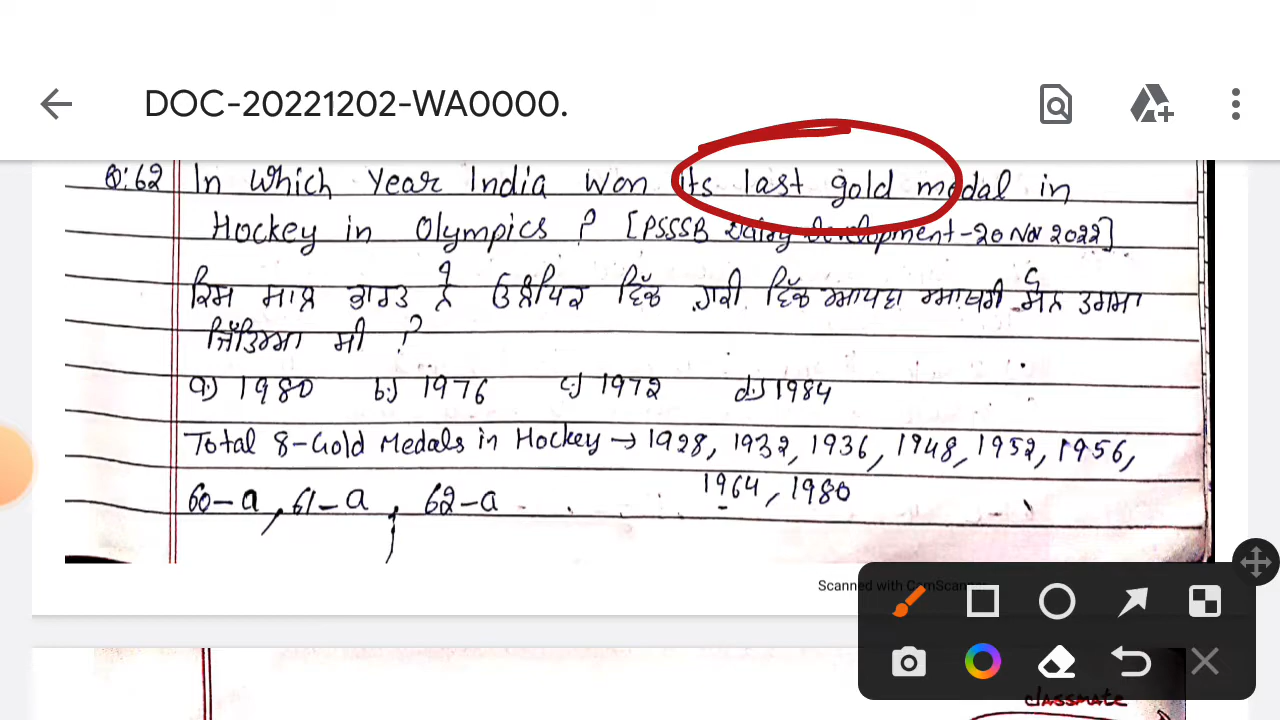 DOC-20221202-WA0000.
Q:62 In which Year India won its last gold medal in
Hockey in Olympics ? [PSSSB Dairy Development-20 Nov 2022]
ਕਿਸ ਸਾਲ ਭਾਰਤ ਨੇ ਉਲੰਪਿਕ ਵਿੱਚ ਹਾਕੀ ਵਿੱਚ ਆਪਣਾ ਆਖਰੀ ਸੋਨ ਤਗਮਾ
ਜਿੱਤਿਆ ਸੀ ?
a.) 1980 b.) 1976 c.) 1972 d.) 1984
Total 8-Gold Medals in Hockey → 1928, 1932, 1936, 1948, 1952, 1956,
1964, 1980
60-a, 61-a, 62-a
Scanned with CamScanner
classmate